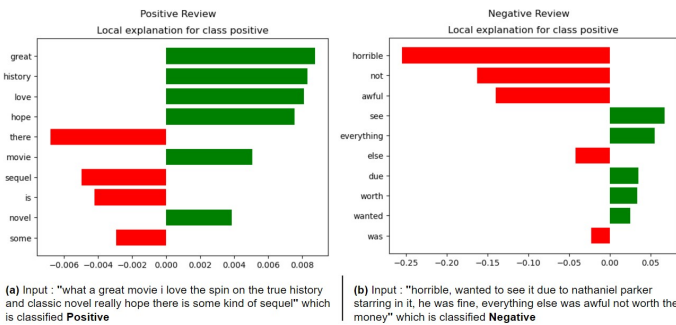 Positive Review
Local explanation for class positive
great
history
love
hope
there
movie
sequel
is
novel
some
−0.006 −0.004 −0.002 0.000 0.002 0.004 0.006 0.008
(a) Input : "what a great movie i love the spin on the true history
and classic novel really hope there is some kind of sequel" which
is classified Positive
Negative Review
Local explanation for class positive
horrible
not
awful
see
everything
else
due
worth
wanted
was
−0.25 −0.20 −0.15 −0.10 −0.05 0.00 0.05
(b) Input : "horrible, wanted to see it due to nathaniel parker
starring in it, he was fine, everything else was awful not worth the
money" which is classified Negative